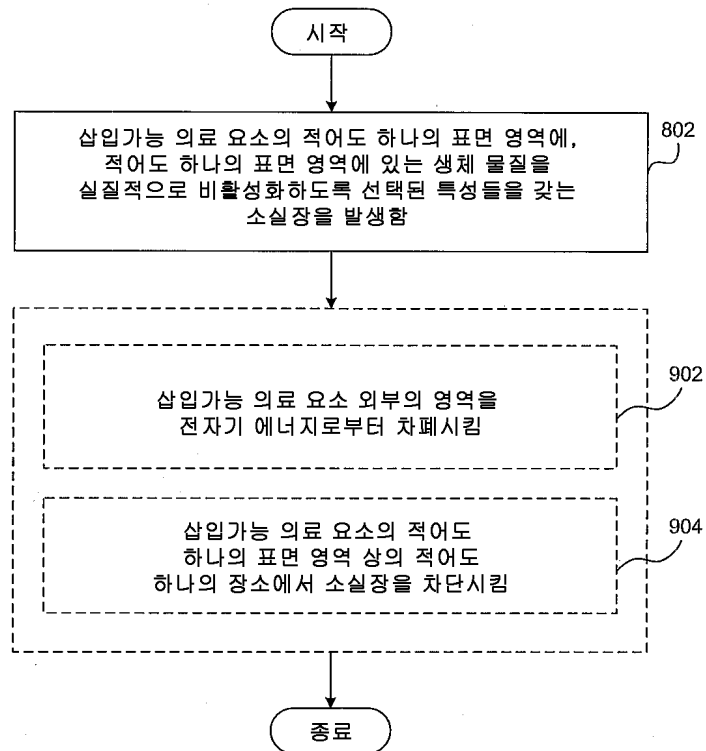 시작
삽입가능 의료 요소의 적어도 하나의 표면 영역에,
적어도 하나의 표면 영역에 있는 생체 물질을
실질적으로 비활성화하도록 선택된 특성들을 갖는
소실장을 발생함
802
삽입가능 의료 요소 외부의 영역을
전자기 에너지로부터 차폐시킴
902
삽입가능 의료 요소의 적어도
하나의 표면 영역 상의 적어도
하나의 장소에서 소실장을 차단시킴
904
종료